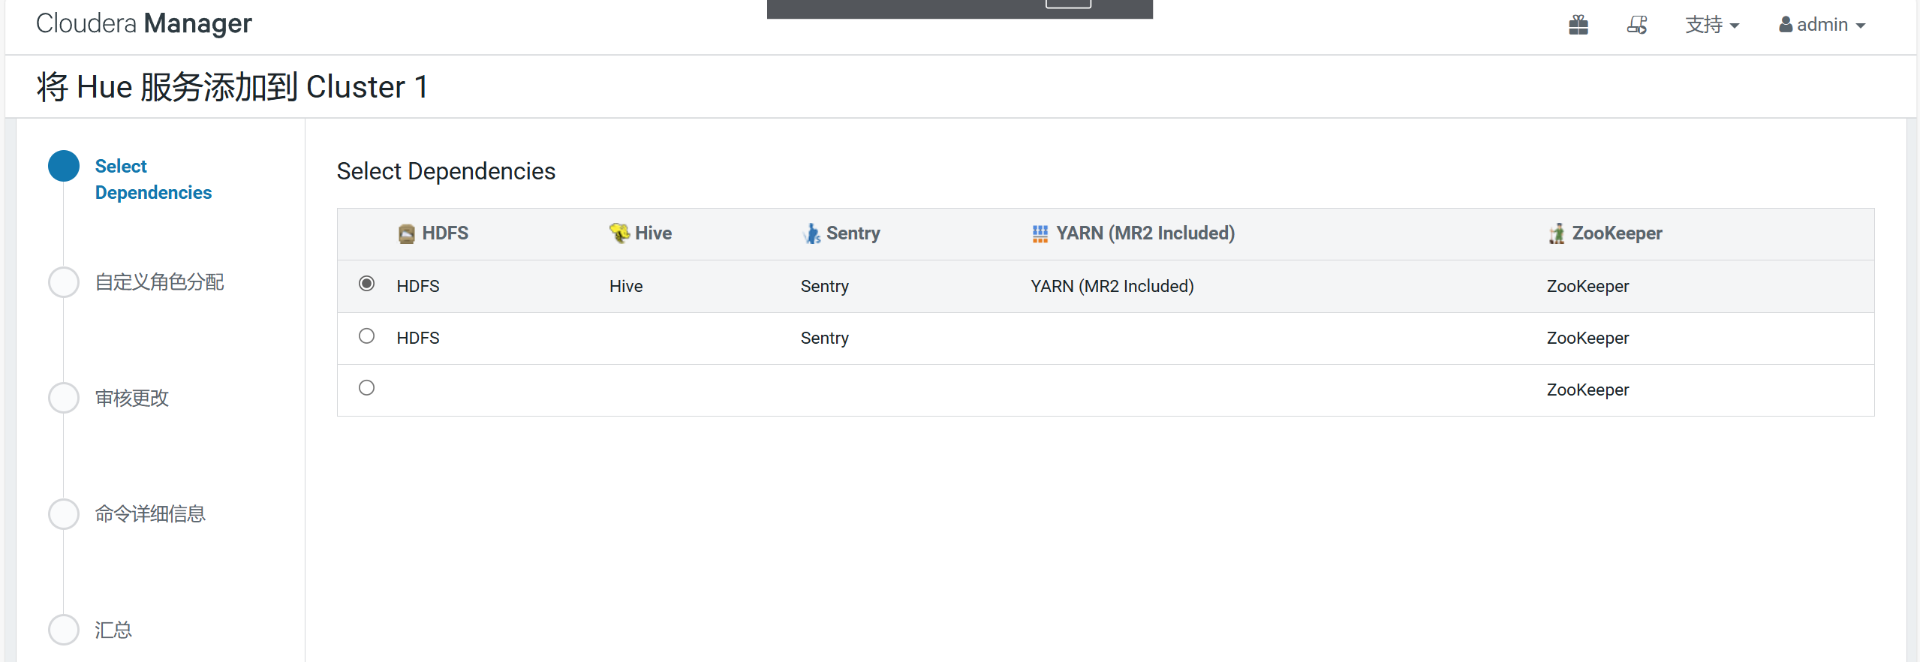 Cloudera Manager
支持
admin
将 Hue 服务添加到 Cluster 1
Select
Dependencies
自定义角色分配
审核更改
命令详细信息
汇总
Select Dependencies
HDFS Hive Sentry YARN (MR2 Included) ZooKeeper
HDFS Hive Sentry YARN (MR2 Included) ZooKeeper
HDFS Sentry ZooKeeper
ZooKeeper